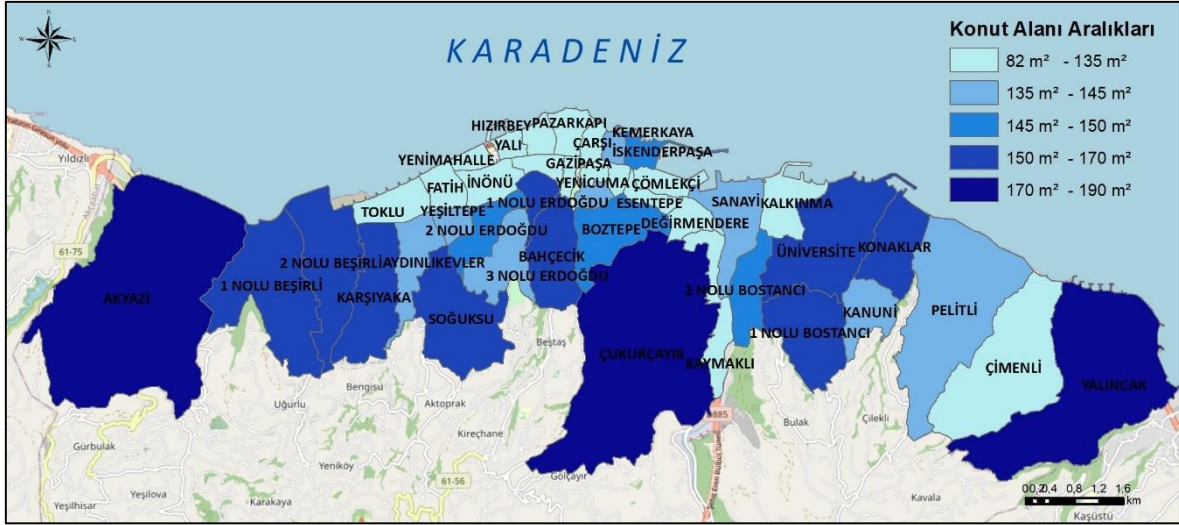 N
KARADENİZ
Konut Alanı Aralıkları
82 m² - 135 m²
135 m² - 145 m²
145 m² - 150 m²
150 m² - 170 m²
170 m² - 190 m²
Trabzon Giresun yolu
Yıldızlı
Akçaabat
61-75
HIZIRBEY
PAZARKAPI
YALI
ÇARŞI
KEMERKAYA
İSKENDERPAŞA
YENİMAHALLE
GAZİPAŞA
FATİH
İNÖNÜ
YENİCUMA
ÇÖMLEKÇİ
TOKLU
YEŞİLTEPE
1 NOLU ERDOĞDU
ESENTEPE
SANAYİ
KALKINMA
2 NOLU ERDOĞDU
BOZTEPE
DEĞİRMENDERE
2 NOLU BEŞİRLİ
AYDINLIKEVLER
BAHÇECİK
ÜNİVERSİTE
KONAKLAR
AKYAZI
1 NOLU BEŞİRLİ
KARŞIYAKA
3 NOLU ERDOĞDU
2 NOLU BOSTANCI
SOĞUKSU
KANUNİ
PELİTLİ
1 NOLU BOSTANCI
ÇUKURÇAYIR
KAYMAKLI
ÇİMENLİ
YALINCAK
Beştaş
Bengisu
Uğurlu
Aktoprak
Kireçhane
Gürbulak
Yeniköy
Yeşilova
Yeşilhisar
Karakaya
61-56
Gölçayır
D885
Bulak
Çilekli
Kavala
Kaşüstü
0 0,2 0,4 0,8 1,2 1,6
km